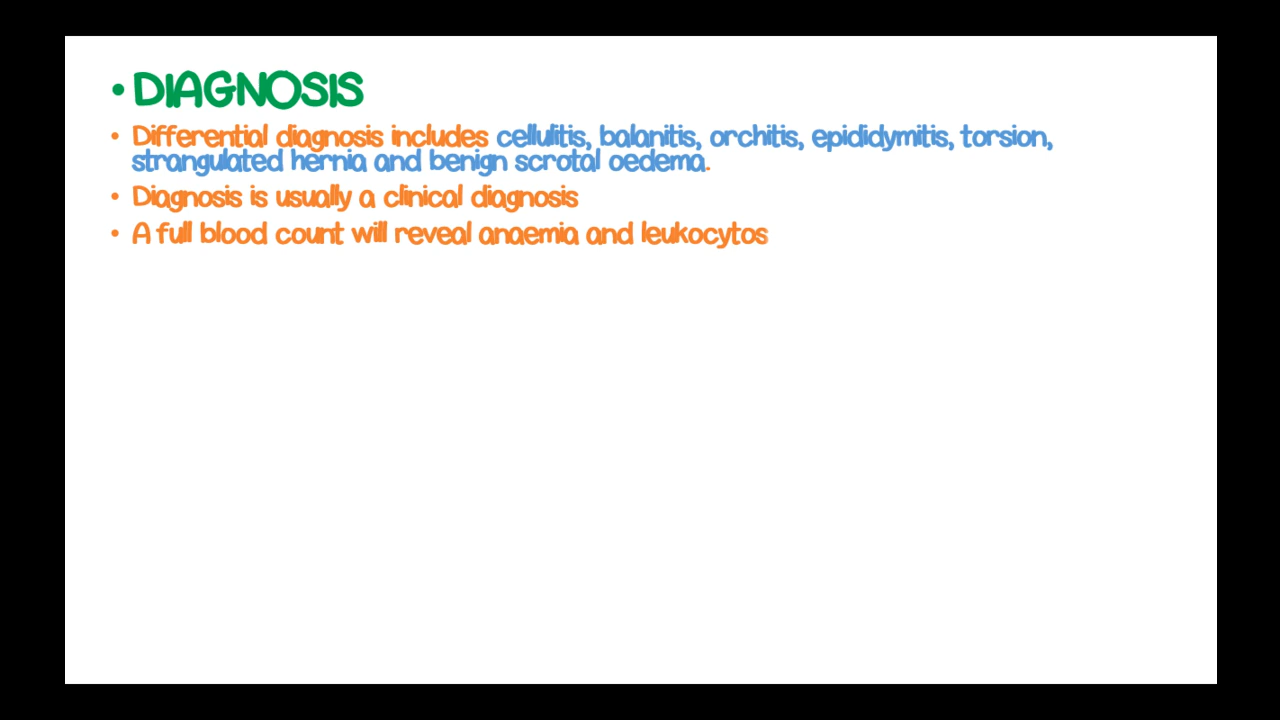 • DIAGNOSIS
• Differential diagnosis includes cellulitis, balanitis, orchitis, epididymitis, torsion,
strangulated hernia and benign scrotal oedema.
• Diagnosis is usually a clinical diagnosis
• A full blood count will reveal anaemia and leukocytos